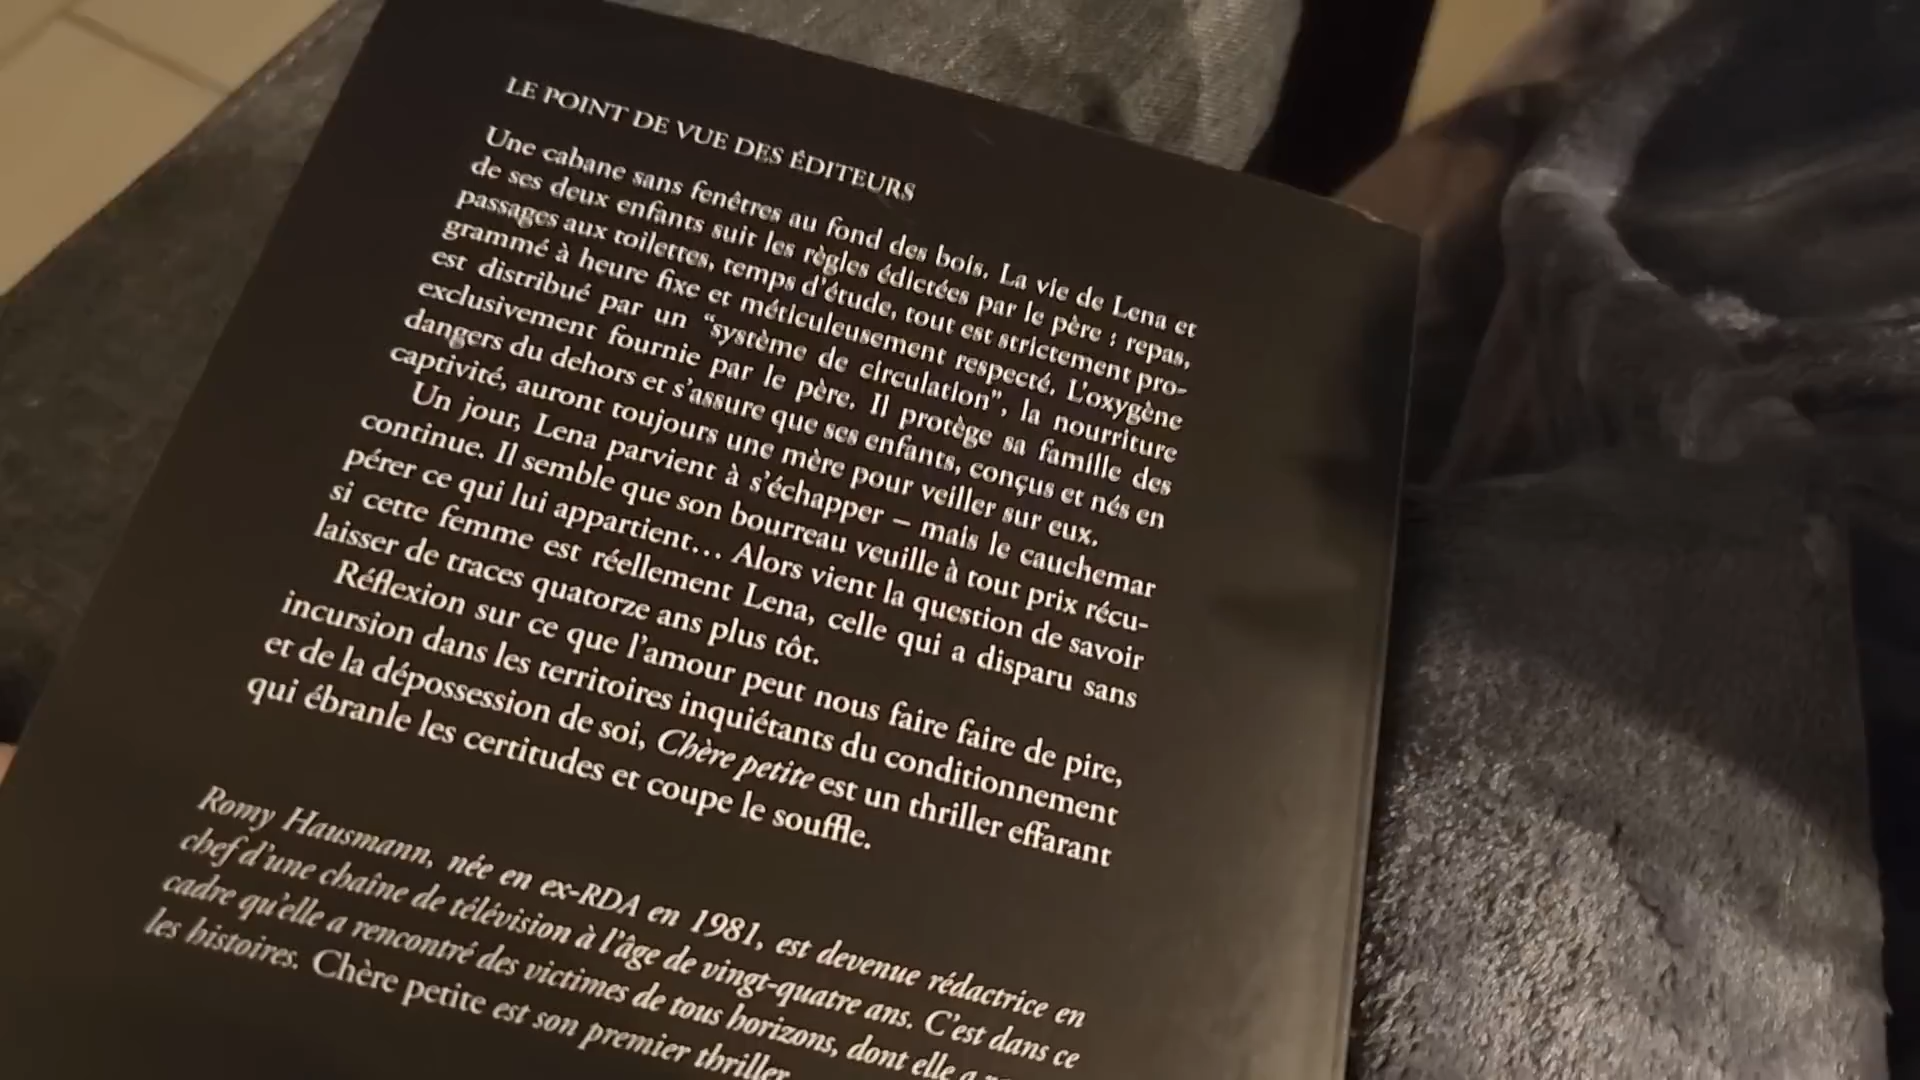 LE POINT DE VUE DES ÉDITEURS
Une cabane sans fenêtres au fond des bois. La vie de Lena et
de ses deux enfants suit les règles édictées par le père : repas,
passages aux toilettes, temps d'étude, tout est strictement pro-
grammé à heure fixe et méticuleusement respecté. L'oxygène
est distribué par un “système de circulation”, la nourriture
exclusivement fournie par le père. Il protège sa famille des
dangers du dehors et s'assure que ses enfants, conçus et nés en
captivité, auront toujours une mère pour veiller sur eux.
Un jour, Lena parvient à s'échapper – mais le cauchemar
continue. Il semble que son bourreau veuille à tout prix récu-
pérer ce qui lui appartient… Alors vient la question de savoir
si cette femme est réellement Lena, celle qui a disparu sans
laisser de traces quatorze ans plus tôt.
Réflexion sur ce que l'amour peut nous faire faire de pire,
incursion dans les territoires inquiétants du conditionnement
et de la dépossession de soi, Chère petite est un thriller effarant
qui ébranle les certitudes et coupe le souffle.
Romy Hausmann, née en ex-RDA en 1981, est devenue rédactrice en
chef d'une chaîne de télévision à l'âge de vingt-quatre ans. C'est dans ce
cadre qu'elle a rencontré des victimes de tous horizons, dont elle a
les histoires. Chère petite est son premier thriller